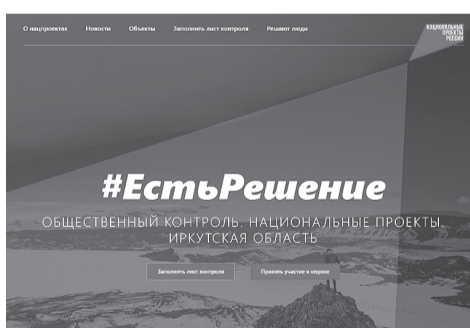 О нацпроектах Новости Объекты Заполнить лист контроля Решают люди
НАЦИОНАЛЬНЫЕ
ПРОЕКТЫ
РОССИИ
#ЕстьРешение
ОБЩЕСТВЕННЫЙ КОНТРОЛЬ. НАЦИОНАЛЬНЫЕ ПРОЕКТЫ.
ИРКУТСКАЯ ОБЛАСТЬ
Заполнить лист контроля Принять участие в опросе